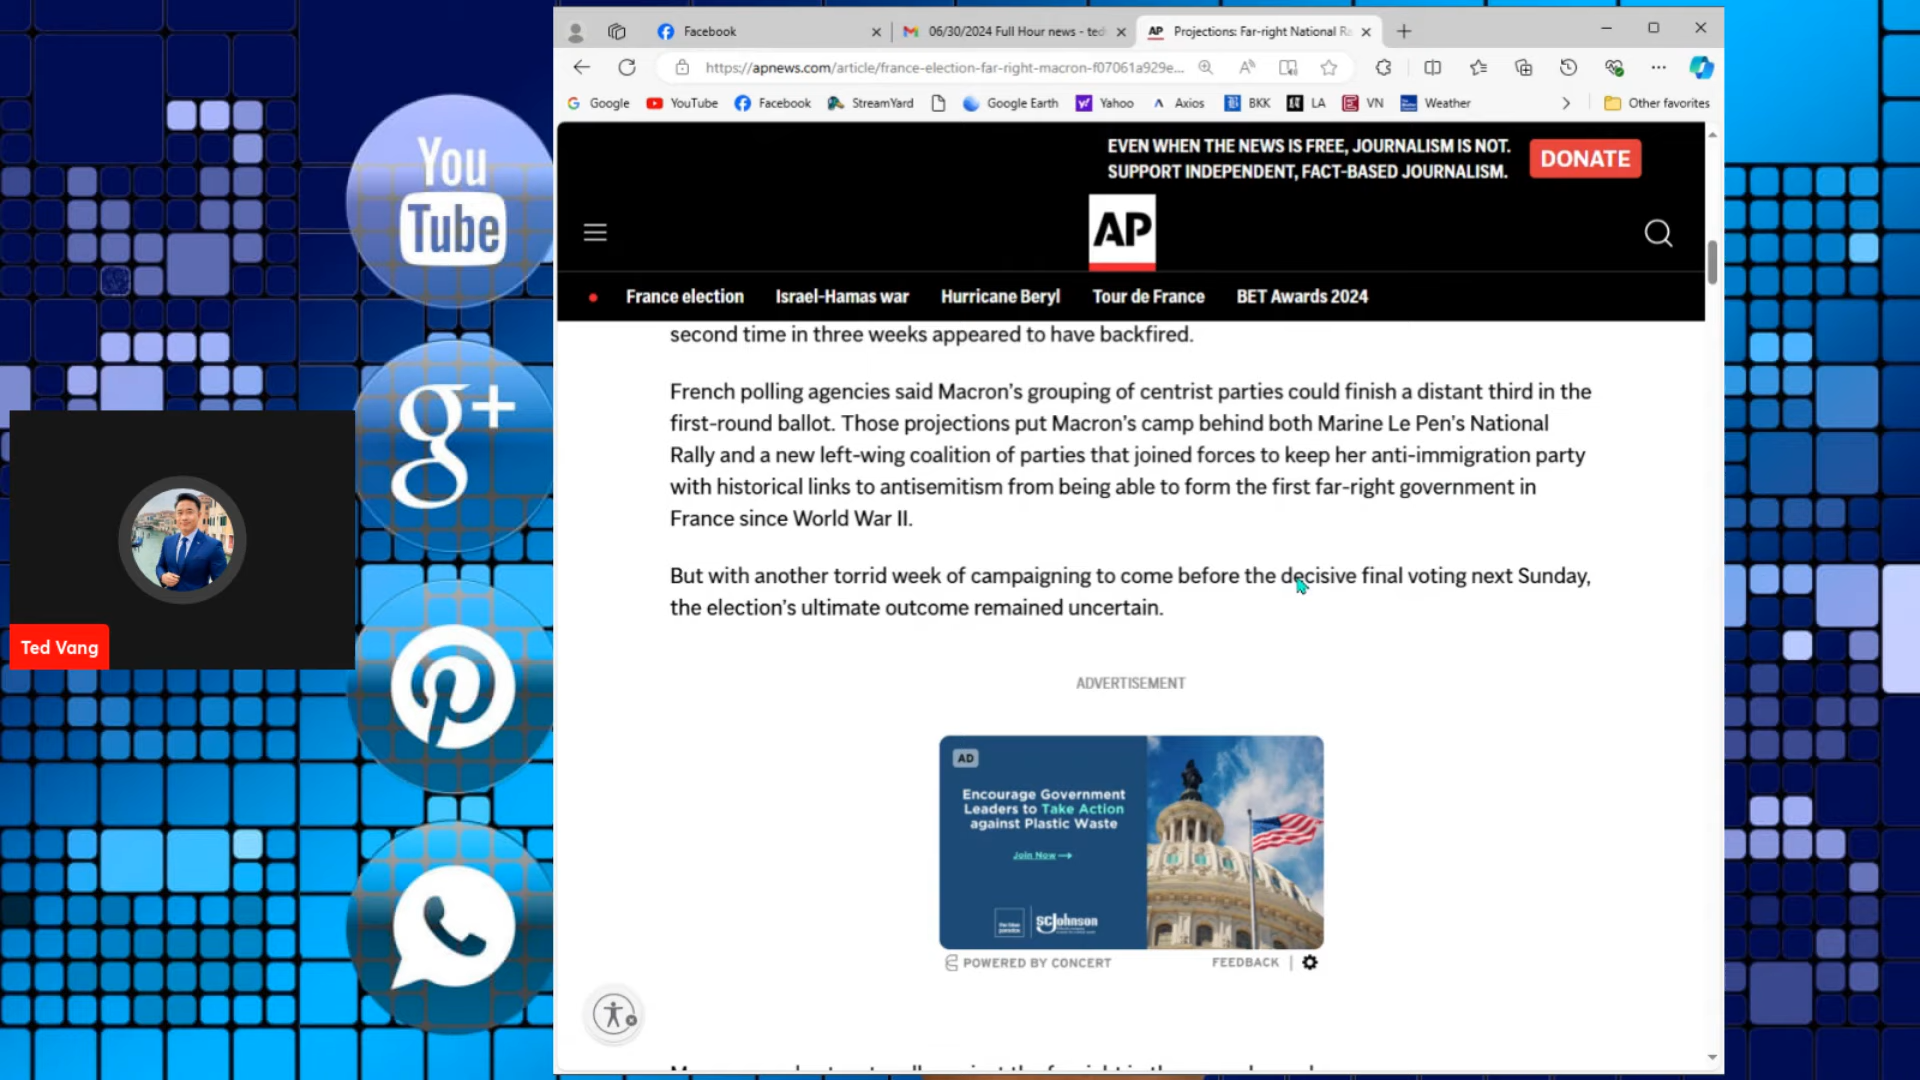 Facebook
06/30/2024 Full Hour news - ted
AP
Projections: Far-right National Ra
https://apnews.com/article/france-election-far-right-macron-f07061a929e...
Google
YouTube
Facebook
StreamYard
Google Earth
Yahoo
Axios
BKK
LA
VN
Weather
Other favorites
EVEN WHEN THE NEWS IS FREE, JOURNALISM IS NOT.
SUPPORT INDEPENDENT, FACT-BASED JOURNALISM.
DONATE
AP
France election
Israel-Hamas war
Hurricane Beryl
Tour de France
BET Awards 2024
second time in three weeks appeared to have backfired.
French polling agencies said Macron’s grouping of centrist parties could finish a distant third in the
first-round ballot. Those projections put Macron’s camp behind both Marine Le Pen’s National
Rally and a new left-wing coalition of parties that joined forces to keep her anti-immigration party
with historical links to antisemitism from being able to form the first far-right government in
France since World War II.
But with another torrid week of campaigning to come before the decisive final voting next Sunday,
the election’s ultimate outcome remained uncertain.
ADVERTISEMENT
AD
Encourage Government
Leaders to Take Action
against Plastic Waste
Join Now
SC Johnson
POWERED BY CONCERT
FEEDBACK
You
Tube
g+
Ted Vang